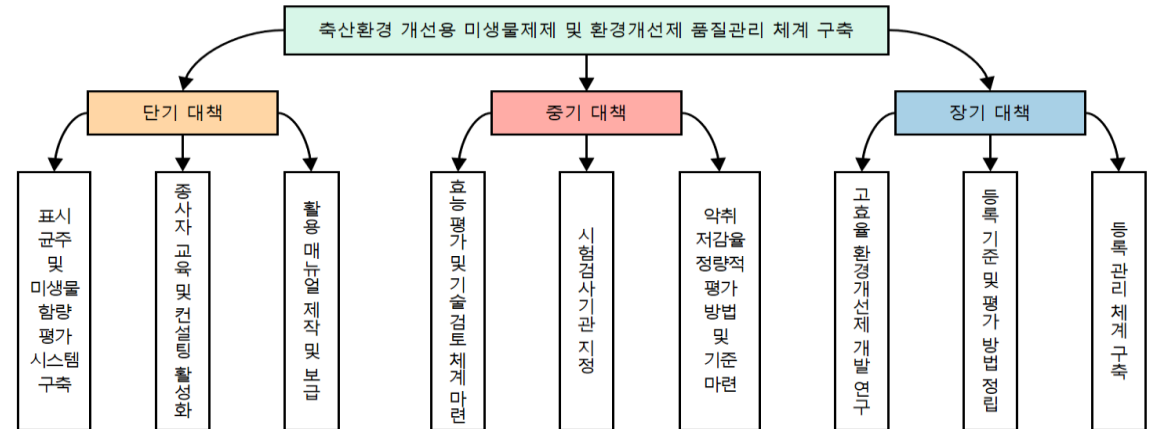 축산환경 개선용 미생물제제 및 환경개선제 품질관리 체계 구축
단기 대책
중기 대책
장기 대책
표시
균주
및
미생물
함량
평가
시스템
구축
종사자 교육 및 컨설팅 활성화
활용 매뉴얼 제작 및 보급
효능 평가 및 기술 검토 체계 마련
시험검사기관 지정
악취
저감율
정량적
평가
방법
및
기준
마련
고효율 환경개선제 개발 연구
등록 기준 및 평가 방법 정립
등록 관리 체계 구축